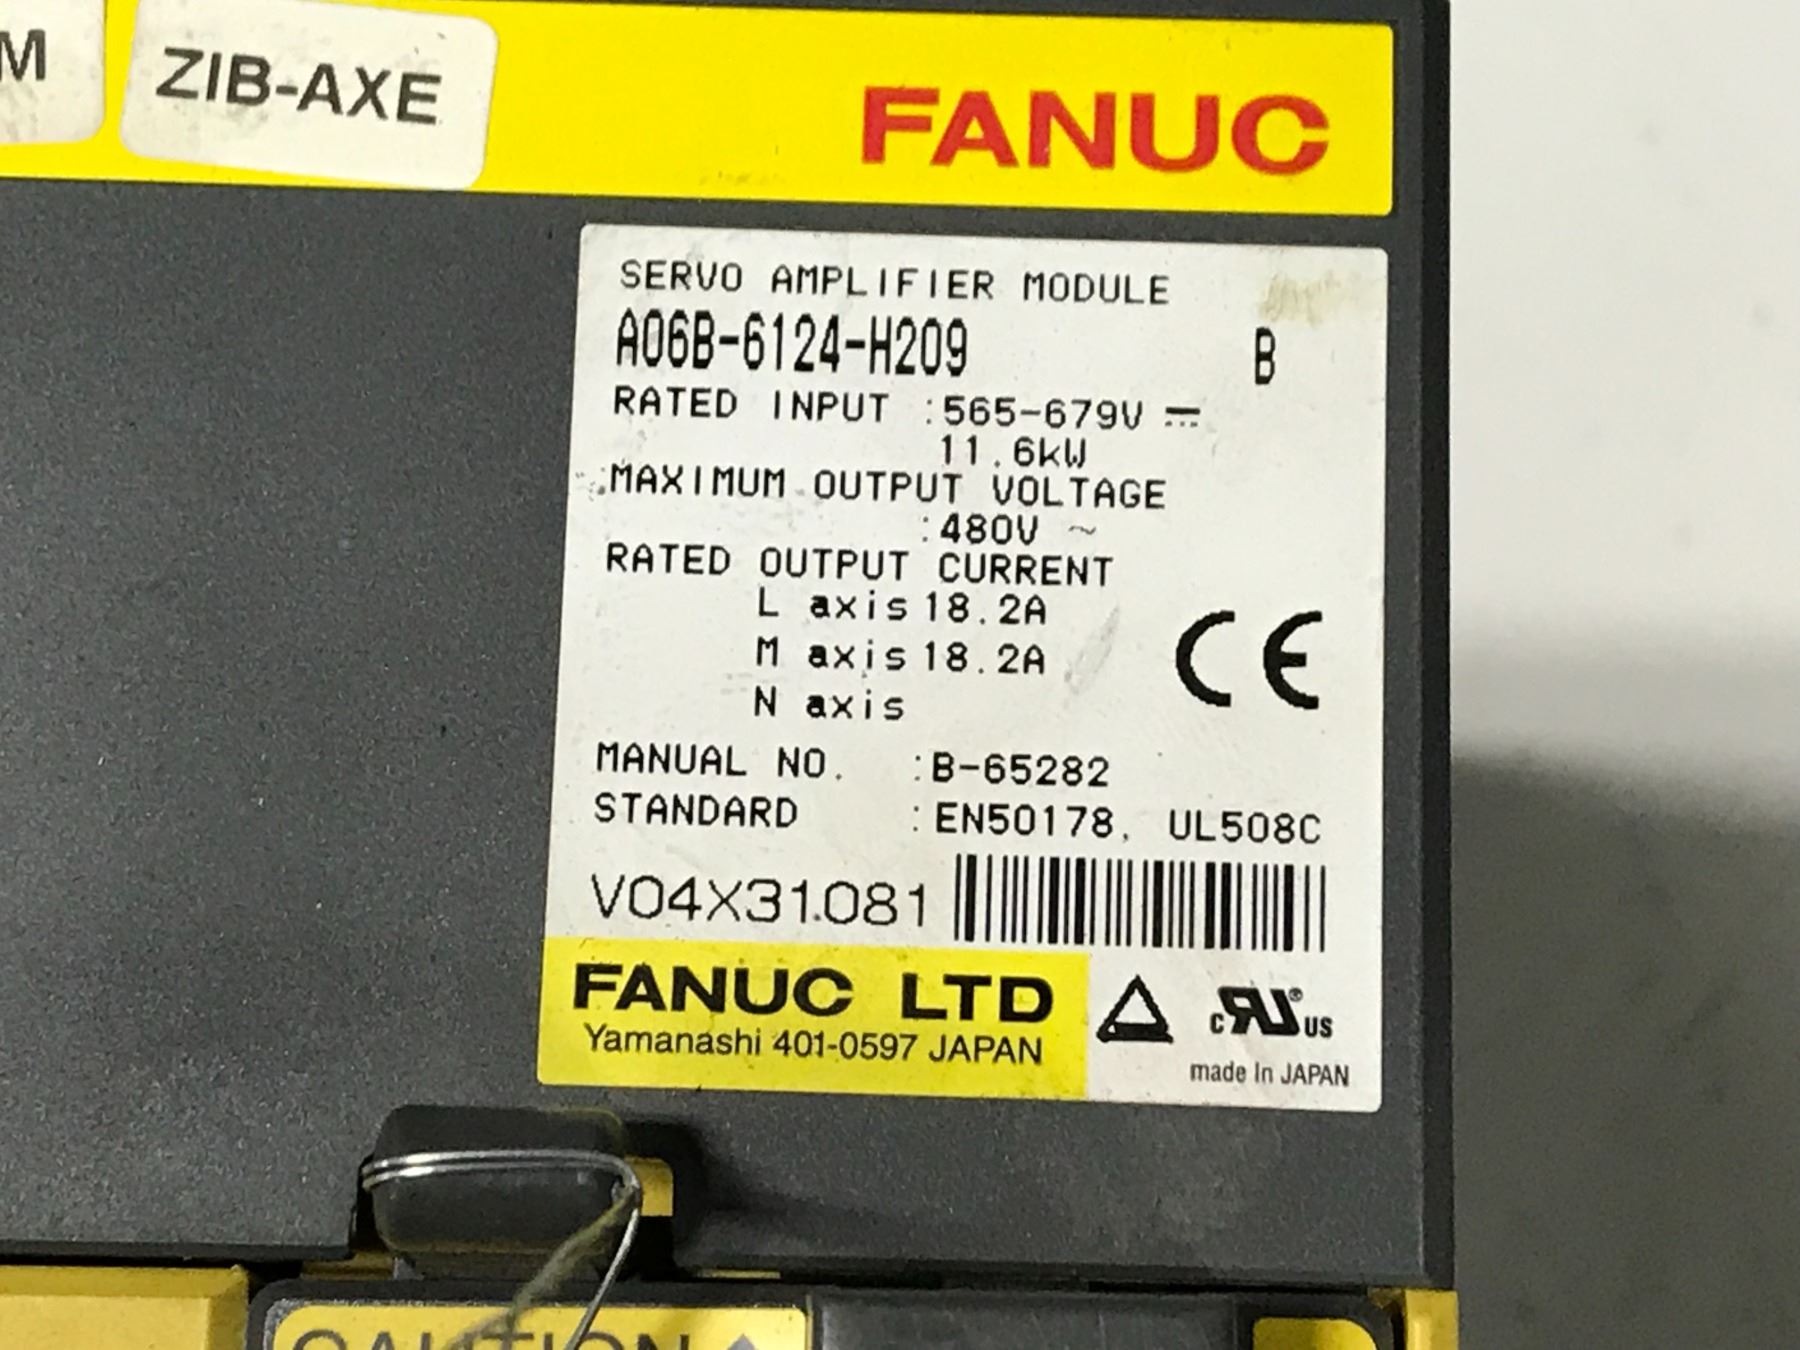 M
ZIB-AXE
FANUC
SERVO AMPLIFIER MODULE
A06B-6124-H209 B
RATED INPUT :565-679V ⎓
11.6kW
MAXIMUM OUTPUT VOLTAGE
:480V ~
RATED OUTPUT CURRENT
L axis 18.2A
M axis 18.2A
N axis
CE
MANUAL NO. :B-65282
STANDARD :EN50178, UL508C
V04X31.081
FANUC LTD
Yamanashi 401-0597 JAPAN
c RU ® US
made In JAPAN
CAUTION